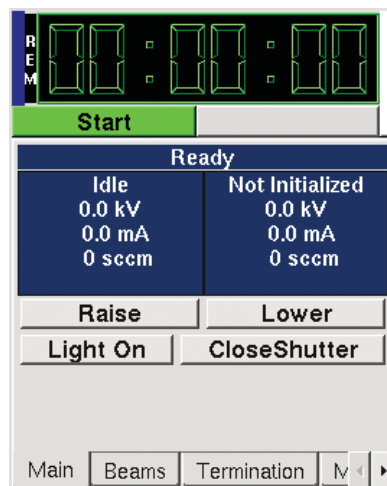 REM 00:00:00
Start
Ready
Idle Not Initialized
0.0 kV 0.0 kV
0.0 mA 0.0 mA
0 sccm 0 sccm
Raise Lower
Light On CloseShutter
Main Beams Termination